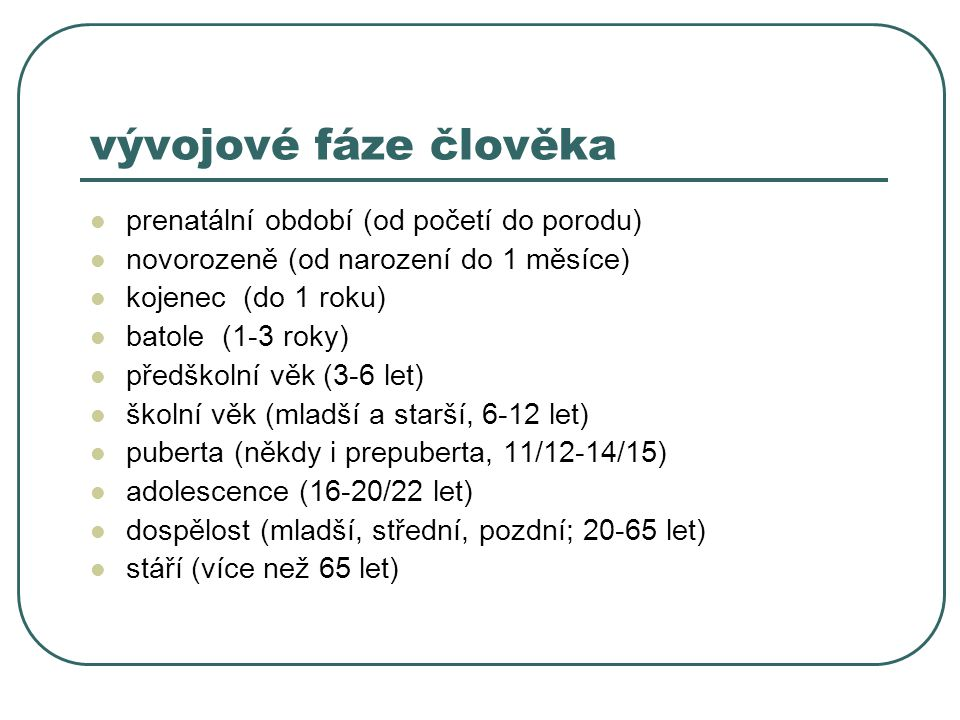 vývojové fáze člověka
prenatální období (od početí do porodu)
novorozeně (od narození do 1 měsíce)
kojenec  (do 1 roku)
batole  (1-3 roky)
předškolní věk (3-6 let)
školní věk (mladší a starší, 6-12 let)
puberta (někdy i prepuberta, 11/12-14/15)
adolescence (16-20/22 let)
dospělost (mladší, střední, pozdní; 20-65 let)
stáří (více než 65 let)